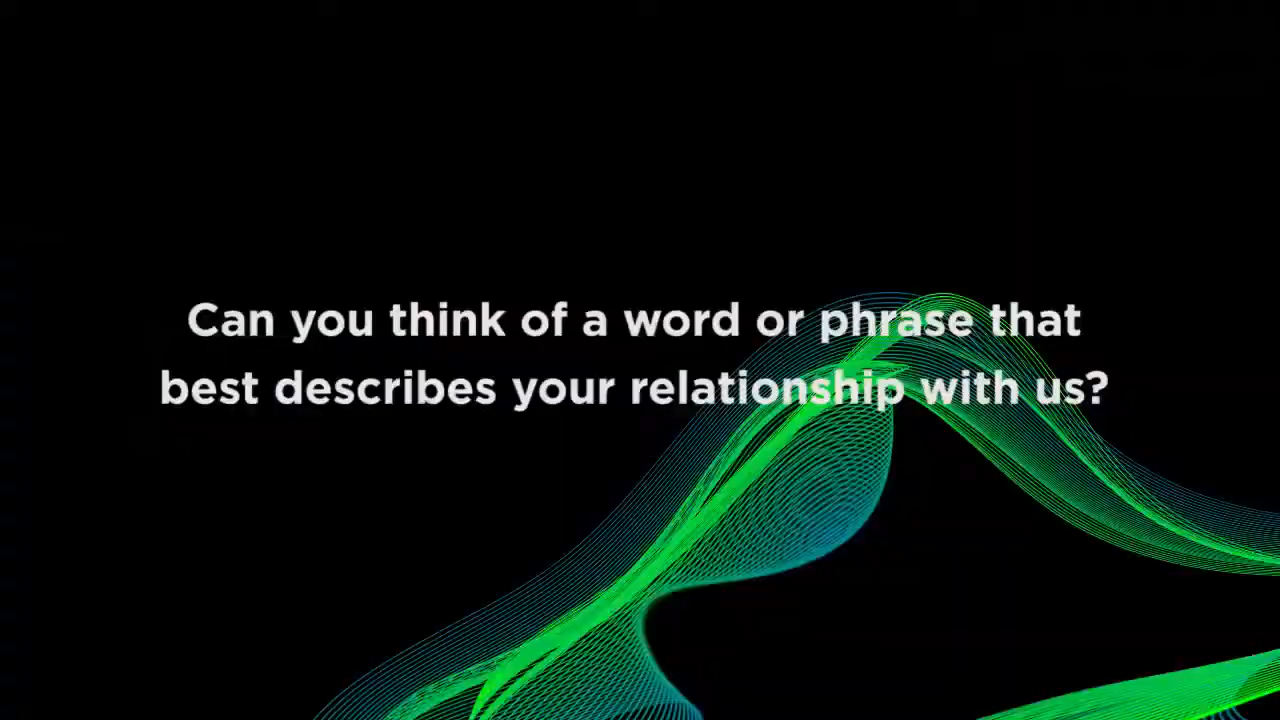 Can you think of a word or phrase that
best describes your relationship with us?